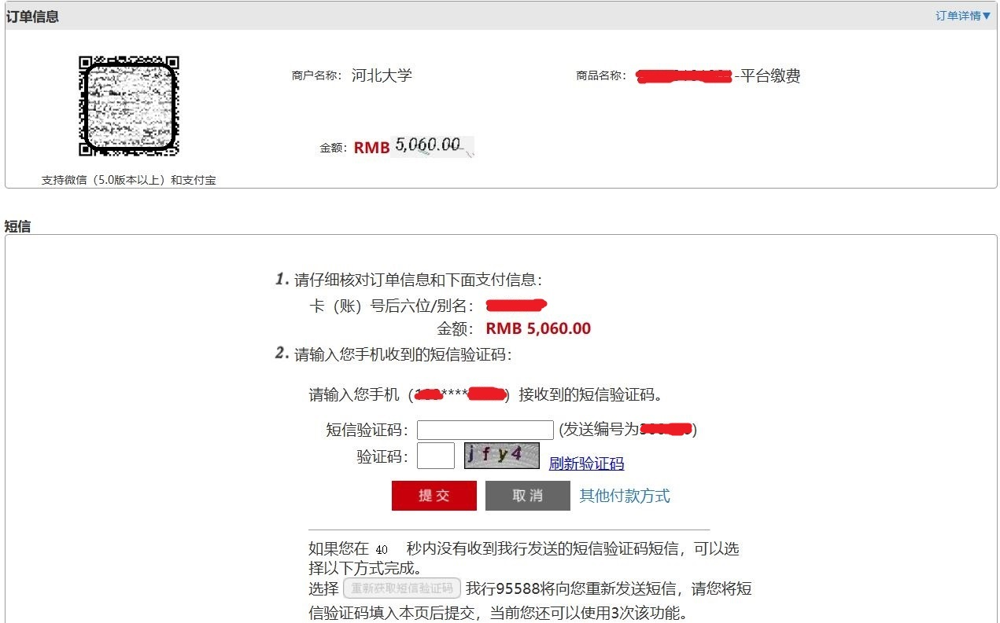 订单信息
订单详情▼
商户名称： 河北大学
商品名称： -平台缴费
金额： RMB 5,060.00
支持微信（5.0版本以上）和支付宝
短信
1. 请仔细核对订单信息和下面支付信息：
卡（账）号后六位/别名：
金额： RMB 5,060.00
2. 请输入您手机收到的短信验证码：
请输入您手机（****）接收到的短信验证码。
短信验证码： (发送编号为)
验证码： jfy4 刷新验证码
提交 取消 其他付款方式
如果您在 40 秒内没有收到我行发送的短信验证码短信，可以选
择以下方式完成。
选择 重新获取短信验证码 我行95588将向您重新发送短信，请您将短
信验证码填入本页后提交，当前您还可以使用3次该功能。